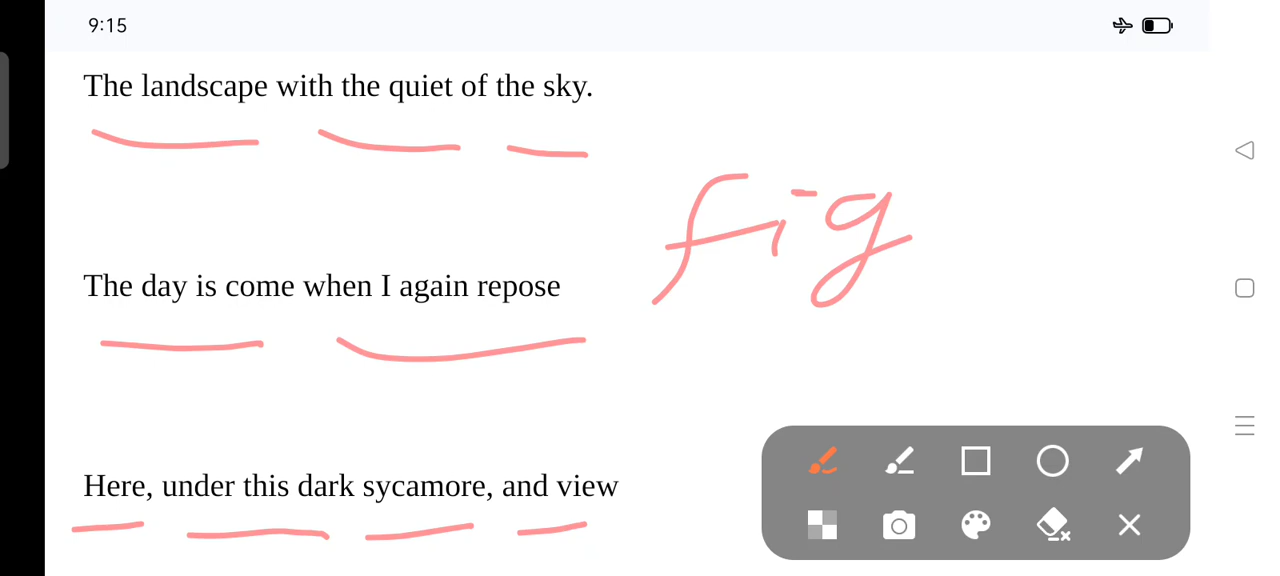 9:15
The landscape with the quiet of the sky.
fig
The day is come when I again repose
Here, under this dark sycamore, and view